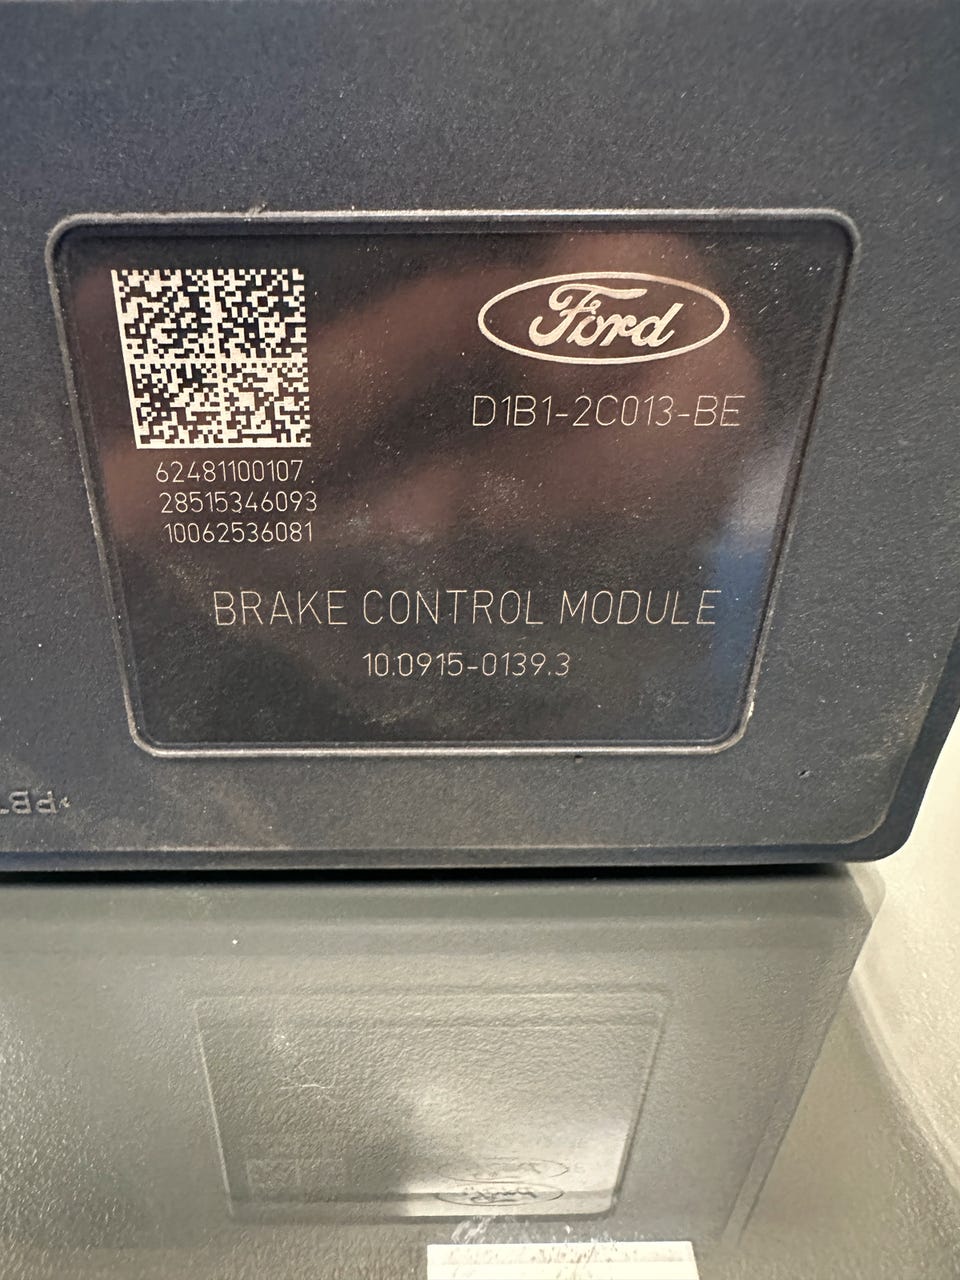 Ford
D1B1-2C013-BE
62481100107
28515346093
10062536081
BRAKE CONTROL MODULE
10.0915-0139.3